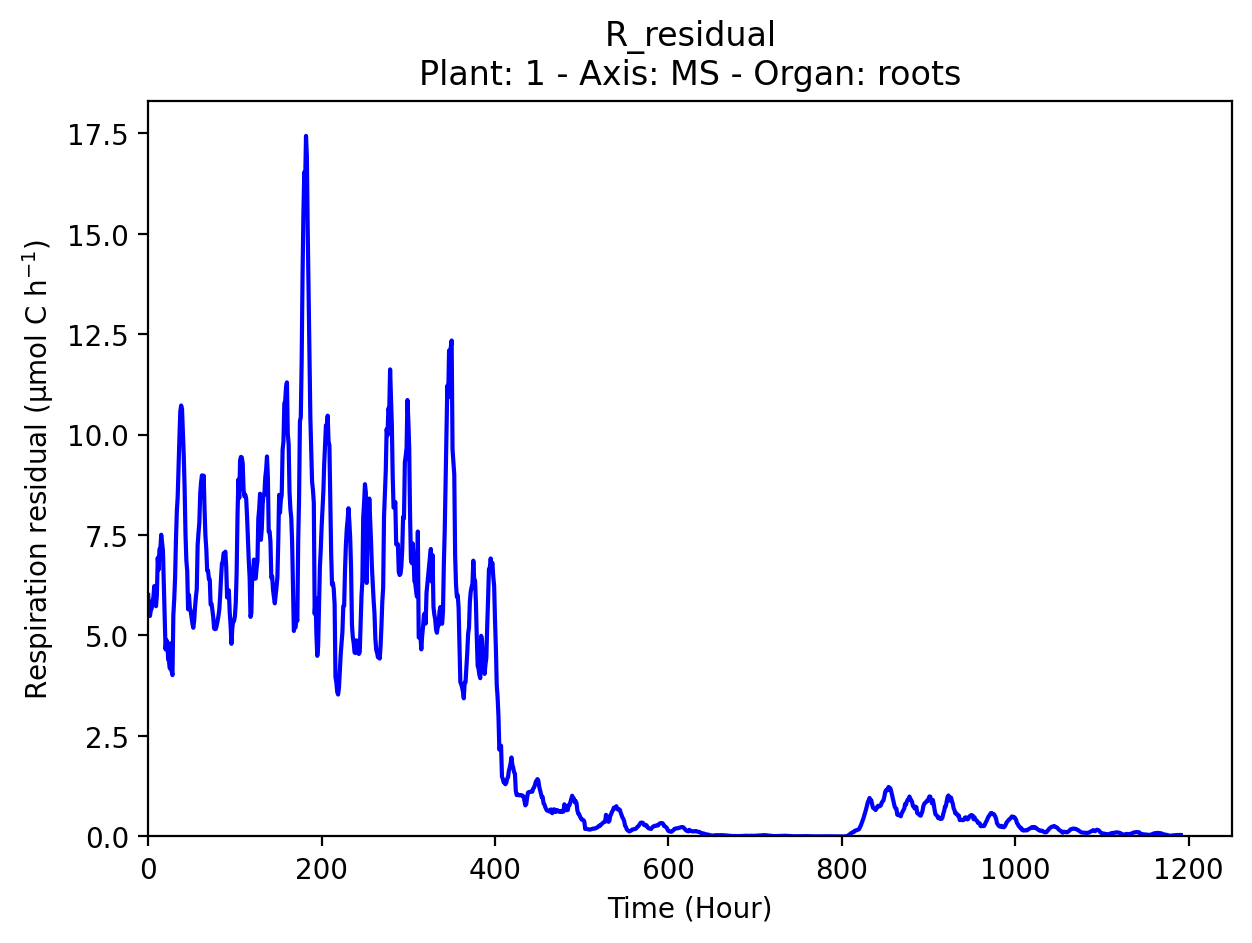 R_residual
Plant: 1 - Axis: MS - Organ: roots
17.5
15.0
12.5
10.0
7.5
5.0
2.5
0.0
Respiration residual (µmol C h⁻¹)
0 200 400 600 800 1000 1200
Time (Hour)